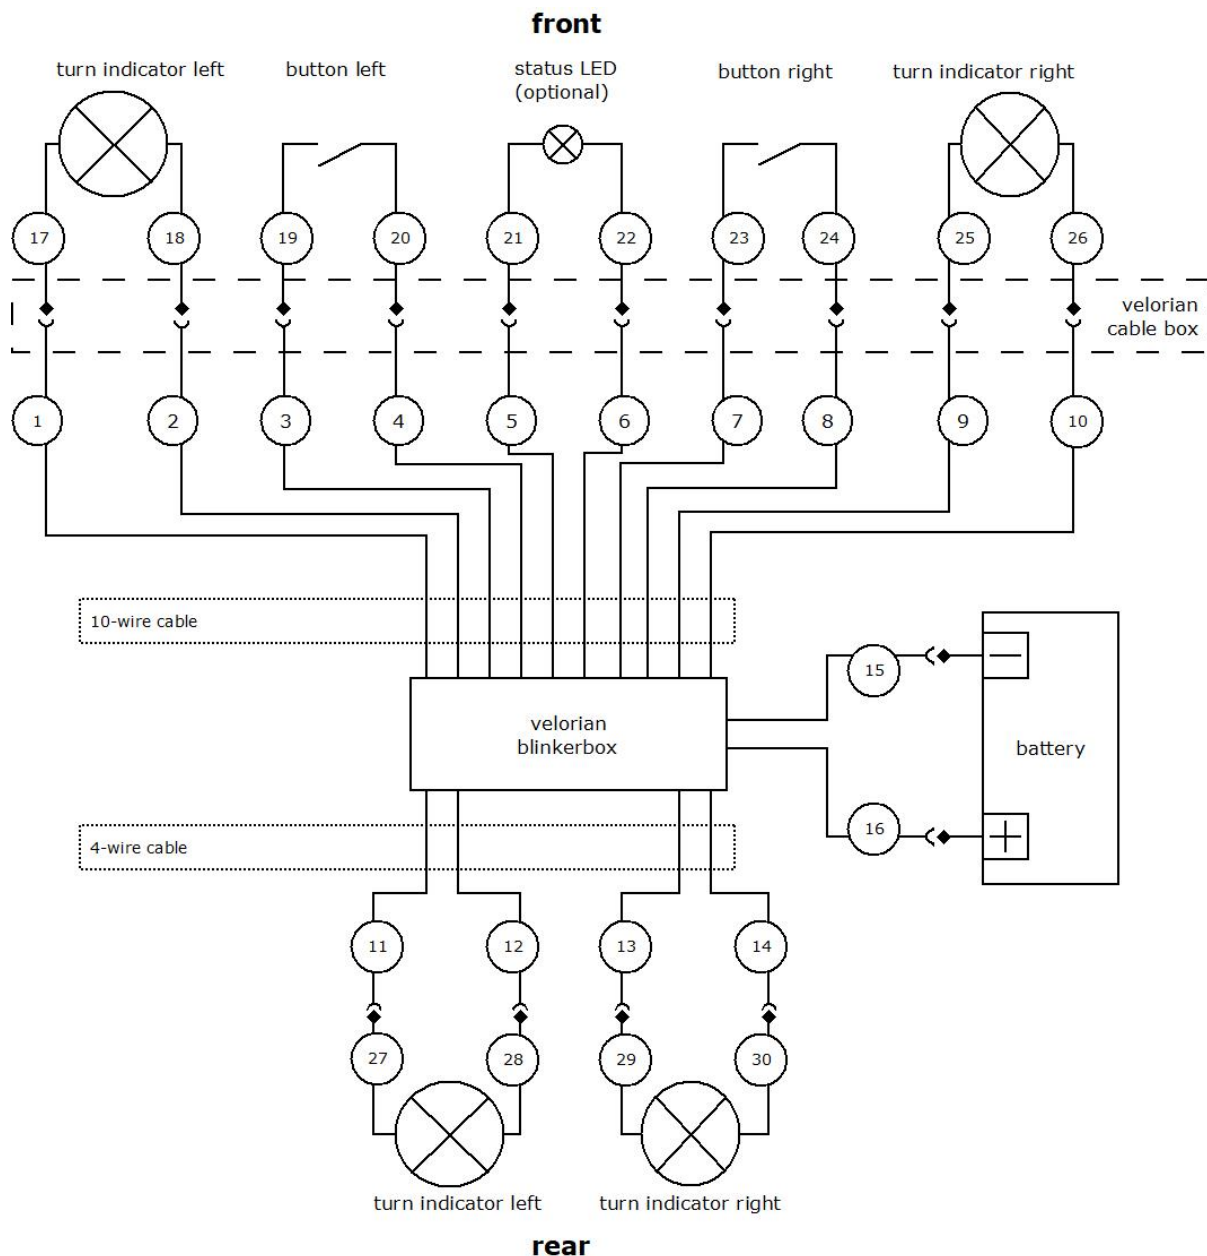 front
turn indicator left
button left
status LED
(optional)
button right
turn indicator right
17
18
19
20
21
22
23
24
25
26
velorian
cable box
1
2
3
4
5
6
7
8
9
10
10-wire cable
15
velorian
blinkerbox
battery
16
4-wire cable
11
12
13
14
27
28
29
30
turn indicator left
turn indicator right
rear